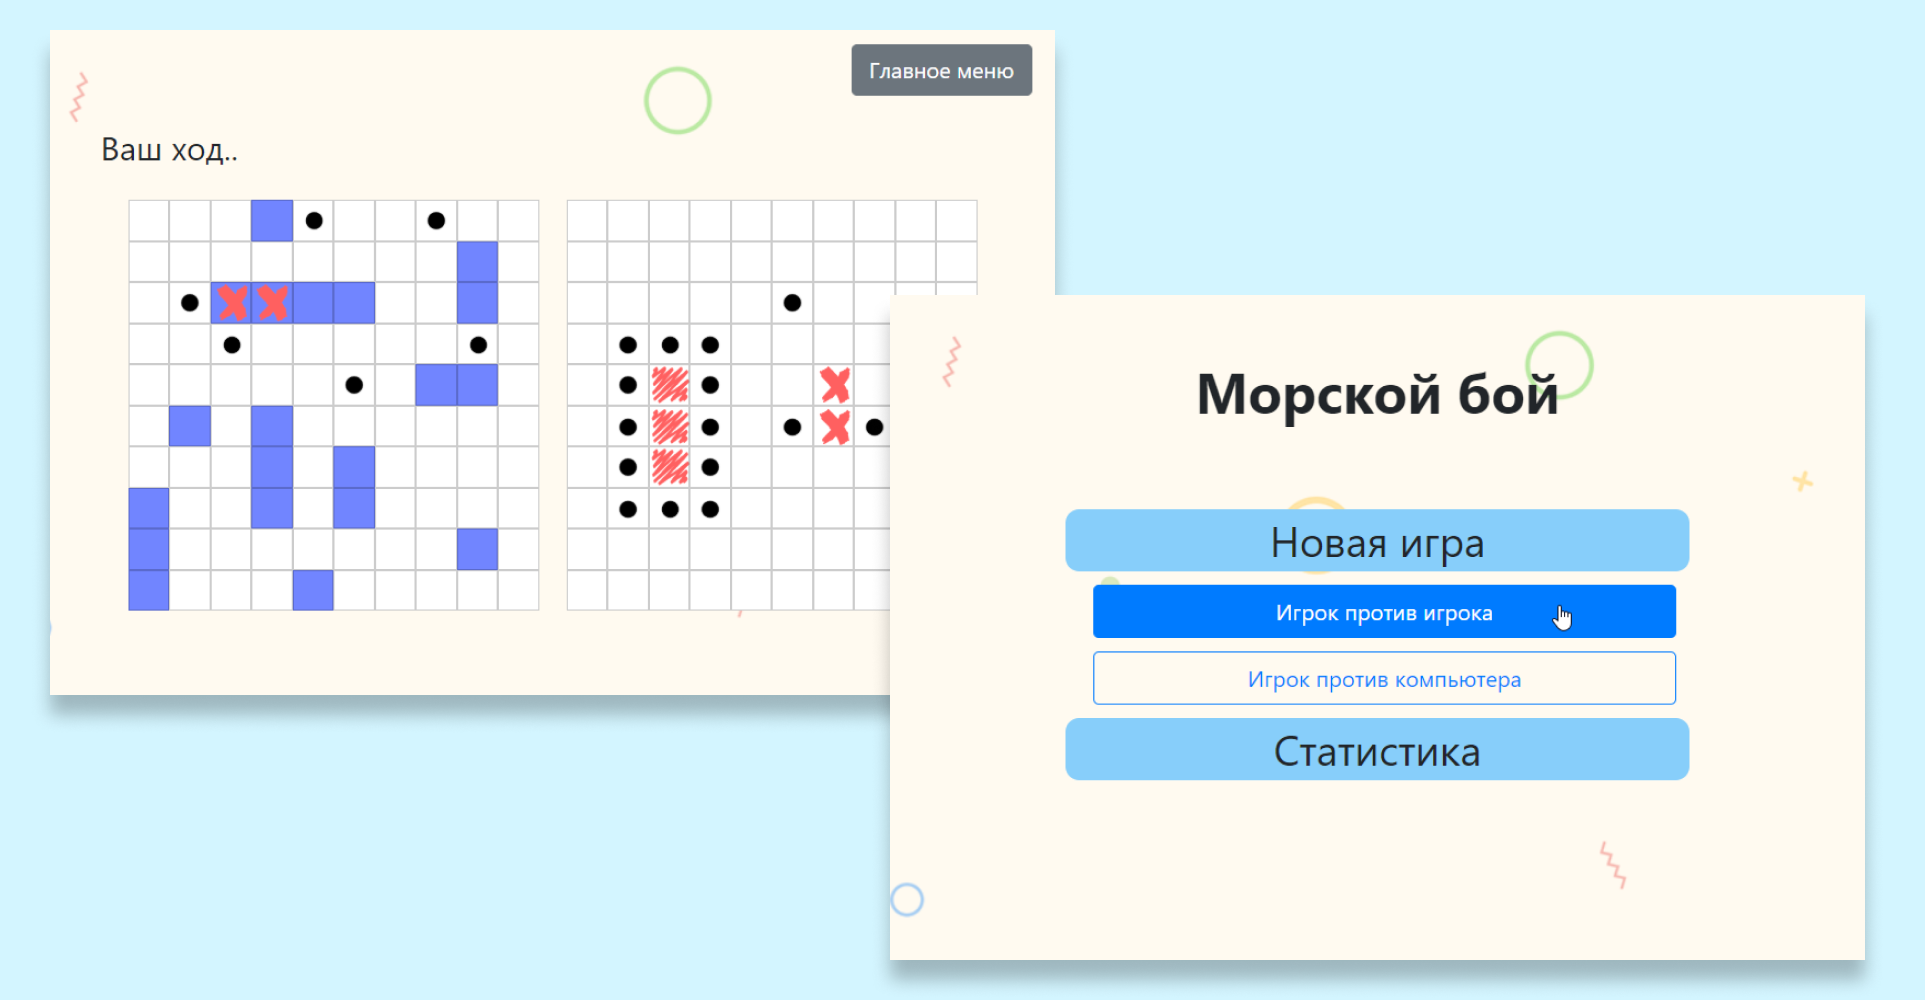 Главное меню
Ваш ход..
Морской бой
Новая игра
Игрок против игрока
Игрок против компьютера
Статистика